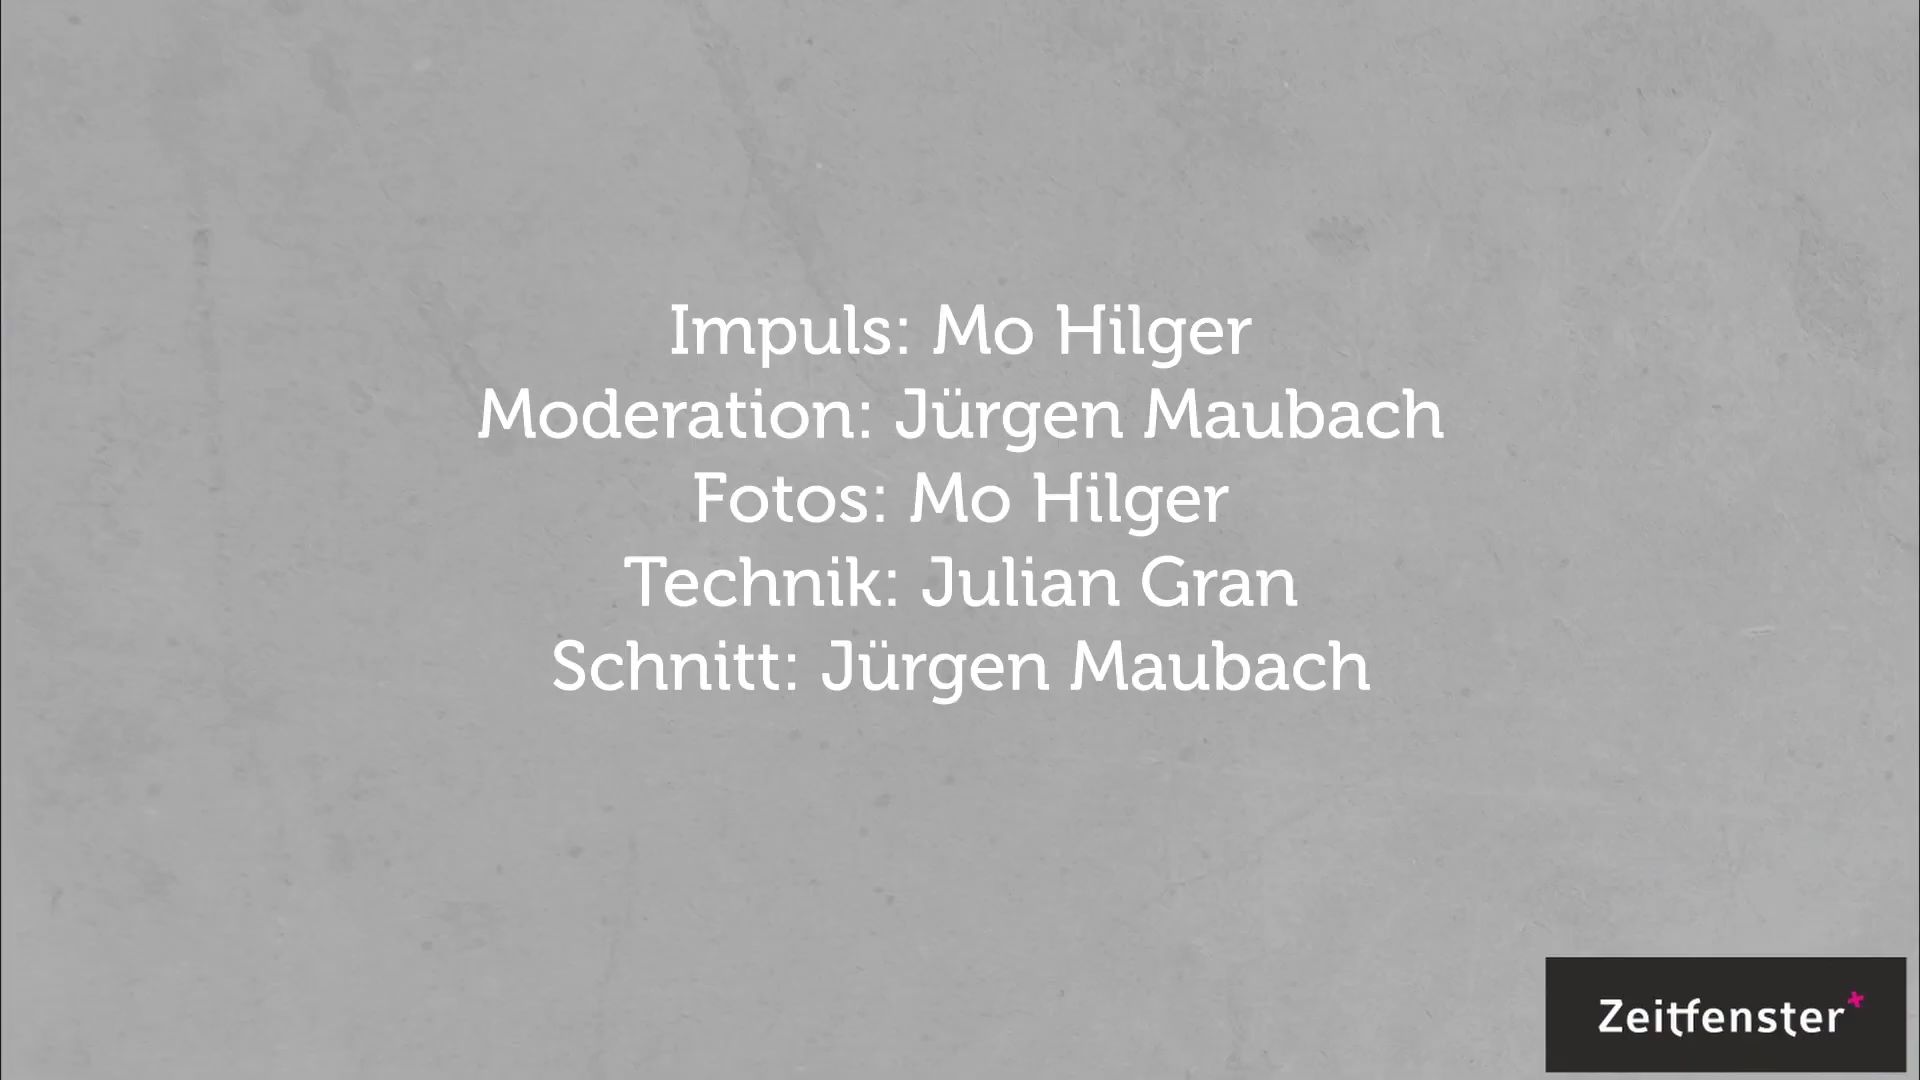 Impuls: Mo Hilger
Moderation: Jürgen Maubach
Fotos: Mo Hilger
Technik: Julian Gran
Schnitt: Jürgen Maubach
Zeitfenster